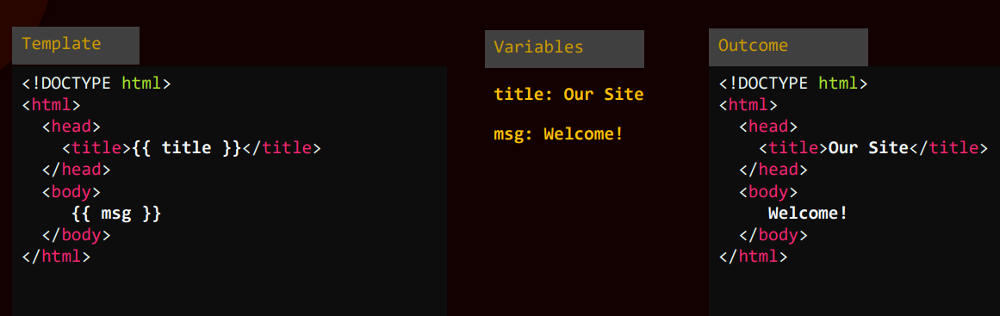 Template
<!DOCTYPE html>
<html>
  <head>
    <title>{{ title }}</title>
  </head>
  <body>
     {{ msg }}
  </body>
</html>
Variables
title: Our Site
msg: Welcome!
Outcome
<!DOCTYPE html>
<html>
  <head>
    <title>Our Site</title>
  </head>
  <body>
     Welcome!
  </body>
</html>